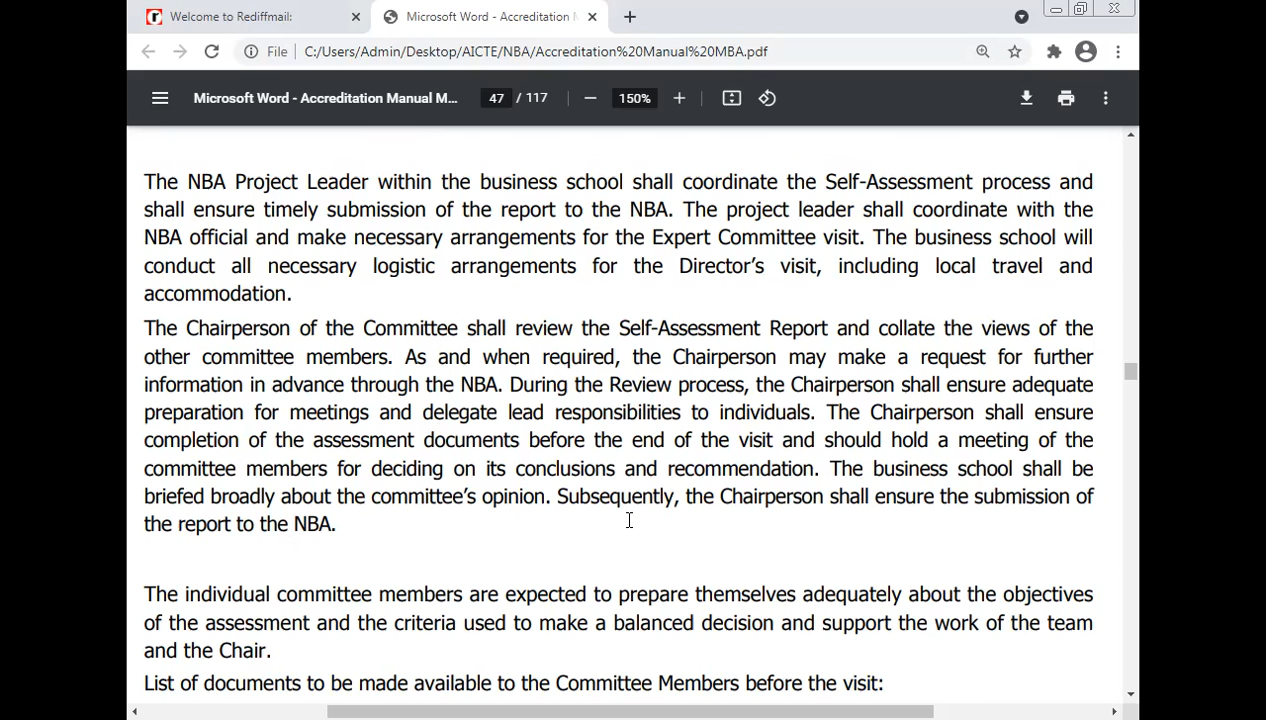 Welcome to Rediffmail:
Microsoft Word - Accreditation
File C:/Users/Admin/Desktop/AICTE/NBA/Accreditation%20Manual%20MBA.pdf
Microsoft Word - Accreditation Manual M... 47 / 117 150%
The NBA Project Leader within the business school shall coordinate the Self-Assessment process and
shall ensure timely submission of the report to the NBA. The project leader shall coordinate with the
NBA official and make necessary arrangements for the Expert Committee visit. The business school will
conduct all necessary logistic arrangements for the Director's visit, including local travel and
accommodation.
The Chairperson of the Committee shall review the Self-Assessment Report and collate the views of the
other committee members. As and when required, the Chairperson may make a request for further
information in advance through the NBA. During the Review process, the Chairperson shall ensure adequate
preparation for meetings and delegate lead responsibilities to individuals. The Chairperson shall ensure
completion of the assessment documents before the end of the visit and should hold a meeting of the
committee members for deciding on its conclusions and recommendation. The business school shall be
briefed broadly about the committee's opinion. Subsequently, the Chairperson shall ensure the submission of
the report to the NBA.
The individual committee members are expected to prepare themselves adequately about the objectives
of the assessment and the criteria used to make a balanced decision and support the work of the team
and the Chair.
List of documents to be made available to the Committee Members before the visit: